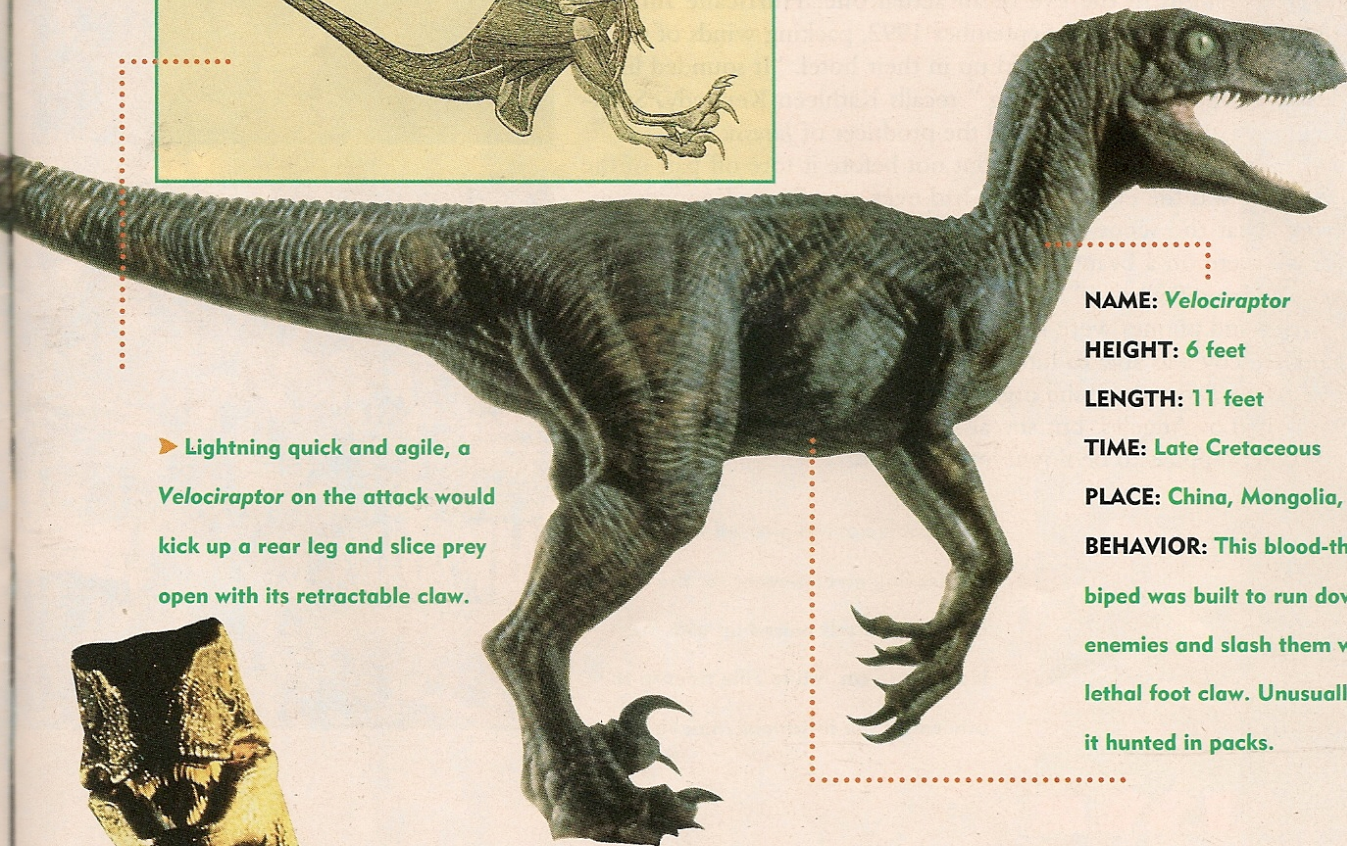 NAME: Velociraptor
HEIGHT: 6 feet
LENGTH: 11 feet
TIME: Late Cretaceous
PLACE: China, Mongolia,
BEHAVIOR: This blood-th
biped was built to run dov
enemies and slash them w
lethal foot claw. Unusuall
it hunted in packs.
➤ Lightning quick and agile, a
Velociraptor on the attack would
kick up a rear leg and slice prey
open with its retractable claw.